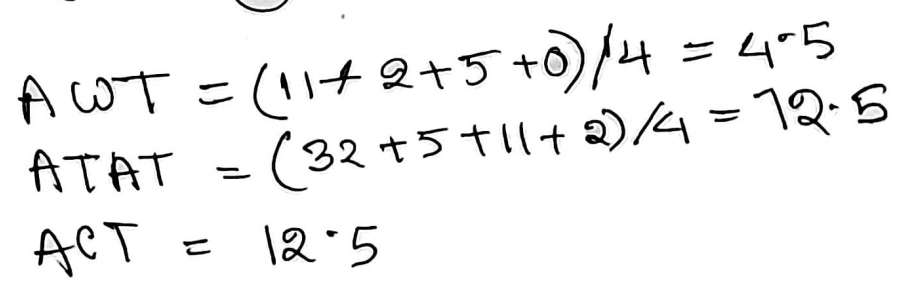 AWT = (11+2+5+0)/4 = 4.5
ATAT = (32+5+11+2)/4 = 12.5
ACT = 12.5